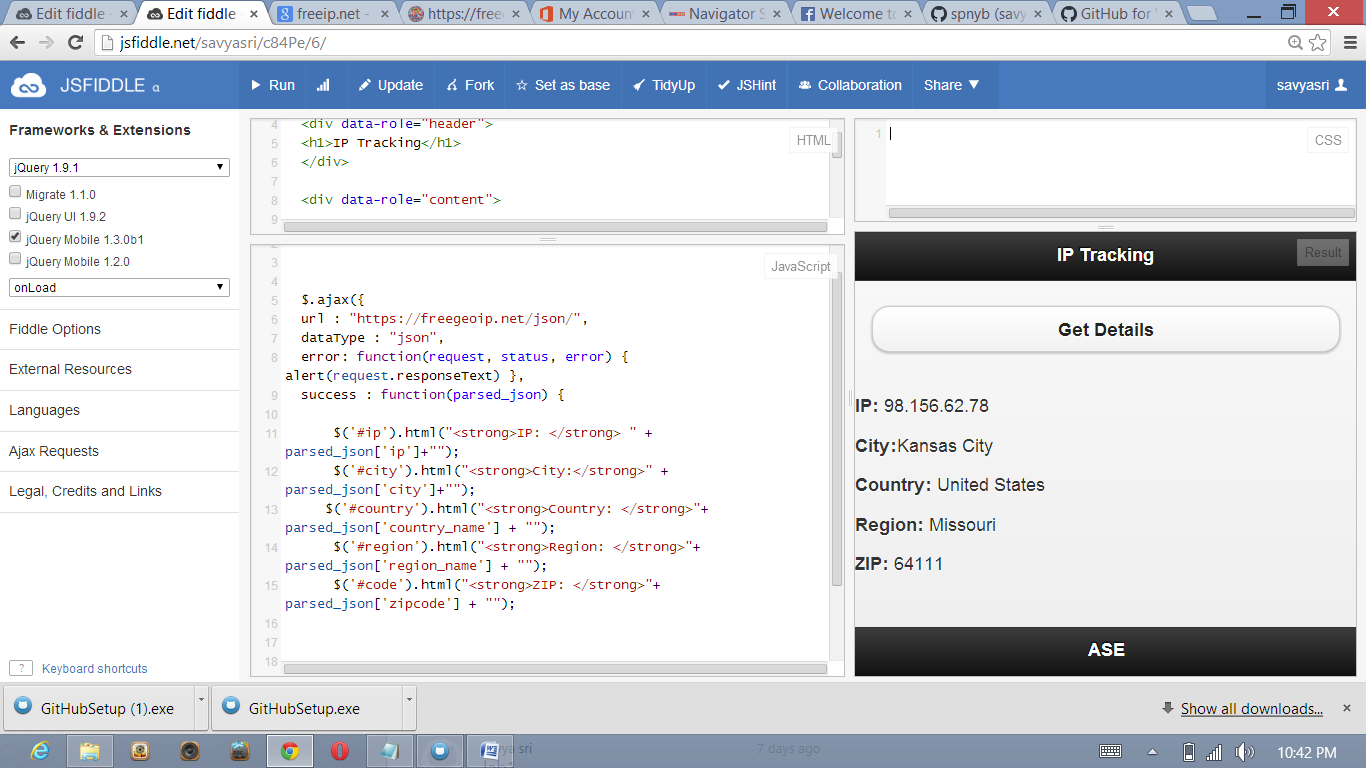 Edit fiddle
Edit fiddle
freeip.net -
https://free
My Accoun
Navigator S
Welcome to
spnyb (savy
GitHub for
jsfiddle.net/savyasri/c84Pe/6/
JSFIDDLE α
Run
Update
Fork
Set as base
TidyUp
JSHint
Collaboration
Share
savyasri
Frameworks & Extensions
jQuery 1.9.1
Migrate 1.1.0
jQuery UI 1.9.2
jQuery Mobile 1.3.0b1
jQuery Mobile 1.2.0
onLoad
Fiddle Options
External Resources
Languages
Ajax Requests
Legal, Credits and Links
? Keyboard shortcuts
HTML
4 <div data-role="header">
5 <h1>IP Tracking</h1>
6 </div>
7
8 <div data-role="content">
9
CSS
1
JavaScript
3
4
5 $.ajax({
6 url : "https://freegeoip.net/json/",
7 dataType : "json",
8 error: function(request, status, error) {
alert(request.responseText) },
9 success : function(parsed_json) {
10
11 $('#ip').html("<strong>IP: </strong> " +
parsed_json['ip']+"");
12 $('#city').html("<strong>City:</strong>" +
parsed_json['city']+"");
13 $('#country').html("<strong>Country: </strong>"+
parsed_json['country_name'] + "");
14 $('#region').html("<strong>Region: </strong>"+
parsed_json['region_name'] + "");
15 $('#code').html("<strong>ZIP: </strong>"+
parsed_json['zipcode'] + "");
16
17
18
IP Tracking
Result
Get Details
IP: 98.156.62.78
City:Kansas City
Country: United States
Region: Missouri
ZIP: 64111
ASE
GitHubSetup (1).exe
GitHubSetup.exe
Show all downloads...
sri
7 days ago
10:42 PM